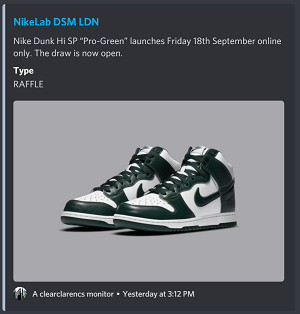 NikeLab DSM LDN
Nike Dunk Hi SP “Pro-Green” launches Friday 18th September online
only. The draw is now open.
Type
RAFFLE
A clearclarencs monitor • Yesterday at 3:12 PM